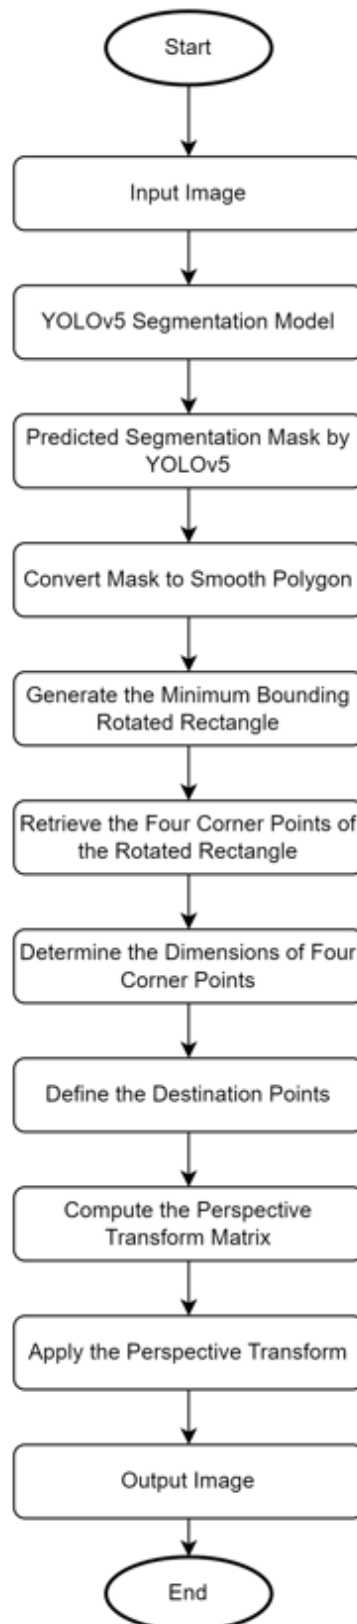 Start
Input Image
YOLOv5 Segmentation Model
Predicted Segmentation Mask by
YOLOv5
Convert Mask to Smooth Polygon
Generate the Minimum Bounding
Rotated Rectangle
Retrieve the Four Corner Points of
the Rotated Rectangle
Determine the Dimensions of Four
Corner Points
Define the Destination Points
Compute the Perspective
Transform Matrix
Apply the Perspective Transform
Output Image
End